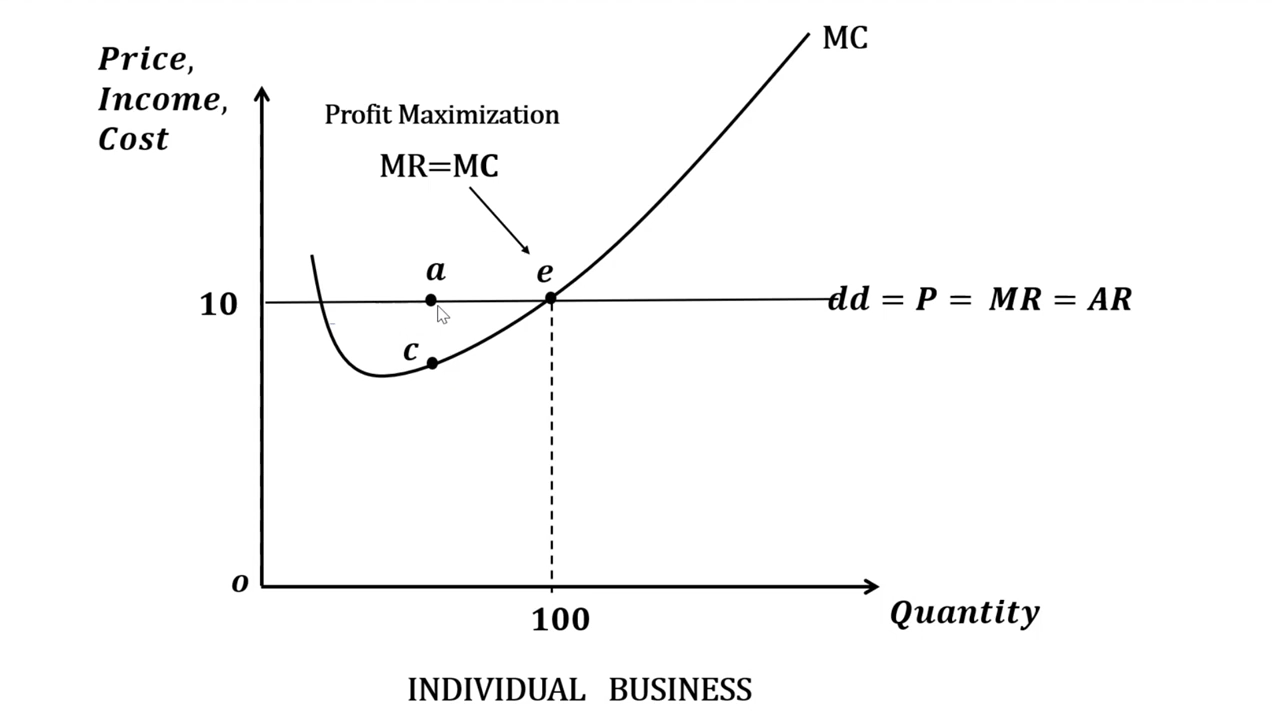 Price,
Income,
Cost
MC
Profit Maximization
MR=MC
a
e
10
dd = P = MR = AR
c
o
100
Quantity
INDIVIDUAL BUSINESS